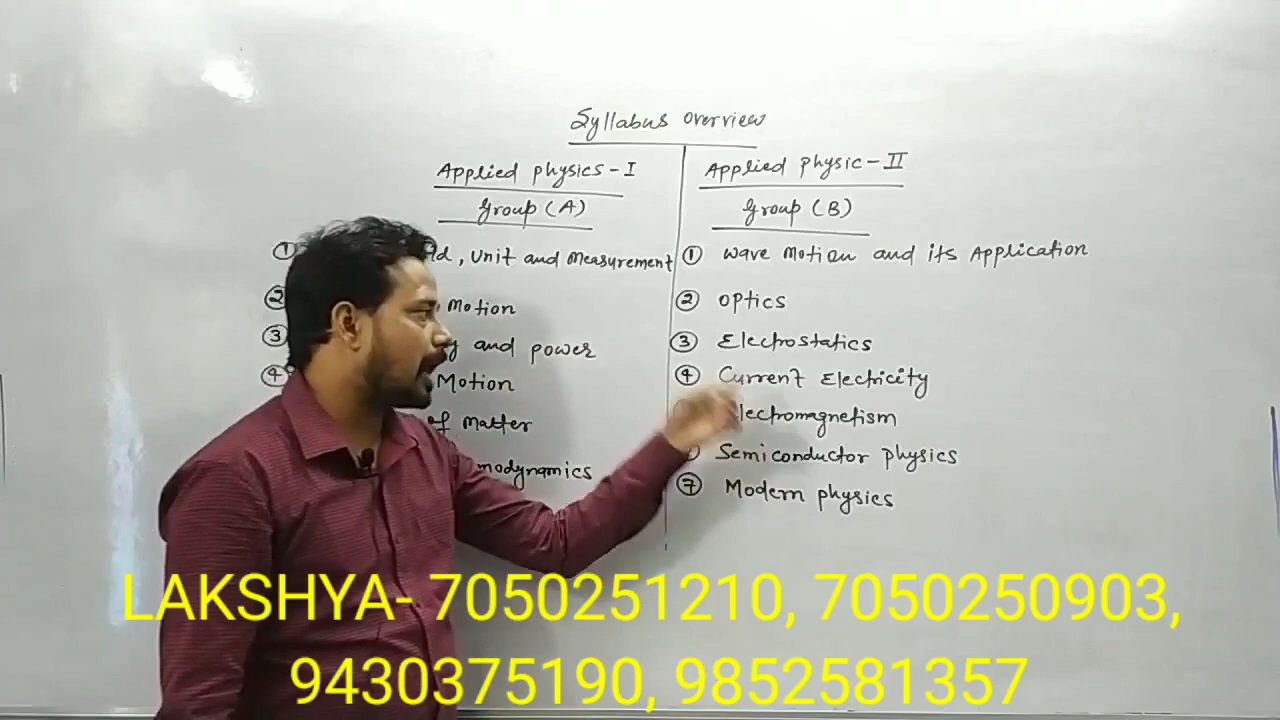 Syllabus overview
Applied physics-I
Group (A)
① , Unit and Measurement
② Motion
③ and power
④ Motion
of Matter
Applied physic-II
Group (B)
① Wave Motion and its Application
② Optics
③ Electrostatics
④ Current Electricity
Semiconductor physics
⑦ Modern physics
LAKSHYA- 7050251210, 7050250903,
9430375190, 9852581357